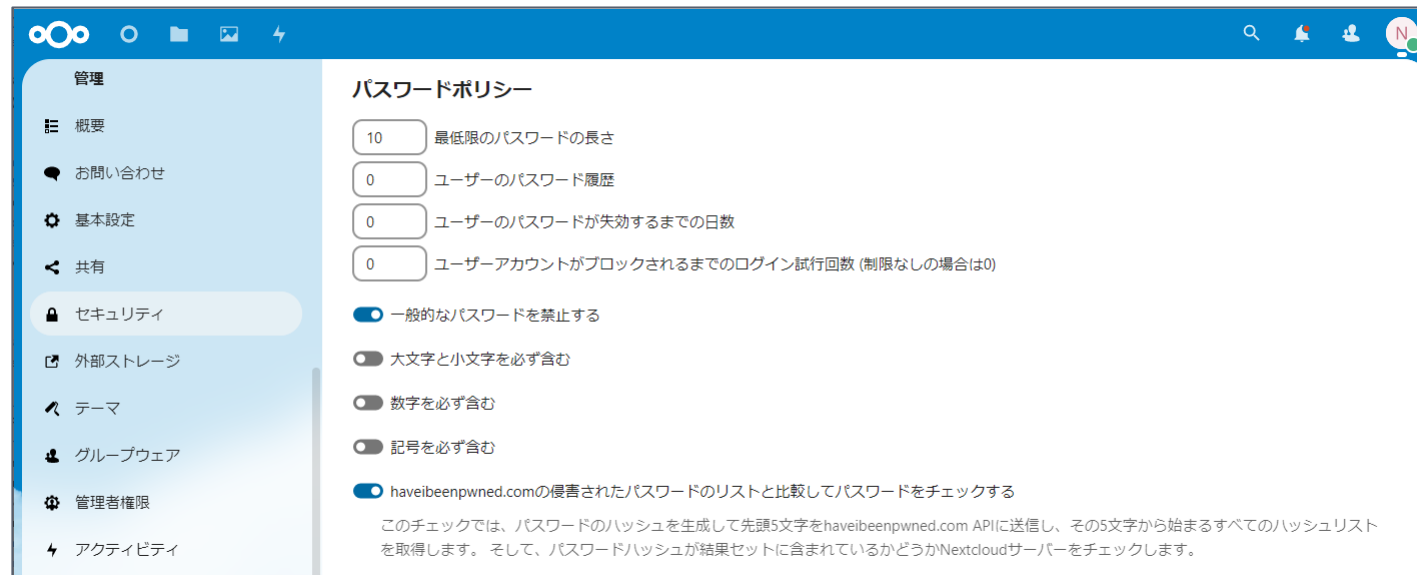 N
管理
概要
お問い合わせ
基本設定
共有
セキュリティ
外部ストレージ
テーマ
グループウェア
管理者権限
アクティビティ
パスワードポリシー
10 最低限のパスワードの長さ
0 ユーザーのパスワード履歴
0 ユーザーのパスワードが失効するまでの日数
0 ユーザーアカウントがブロックされるまでのログイン試行回数 (制限なしの場合は0)
一般的なパスワードを禁止する
大文字と小文字を必ず含む
数字を必ず含む
記号を必ず含む
haveibeenpwned.comの侵害されたパスワードのリストと比較してパスワードをチェックする
このチェックでは、パスワードのハッシュを生成して先頭5文字をhaveibeenpwned.com APIに送信し、その5文字から始まるすべてのハッシュリスト
を取得します。 そして、パスワードハッシュが結果セットに含まれているかどうかNextcloudサーバーをチェックします。